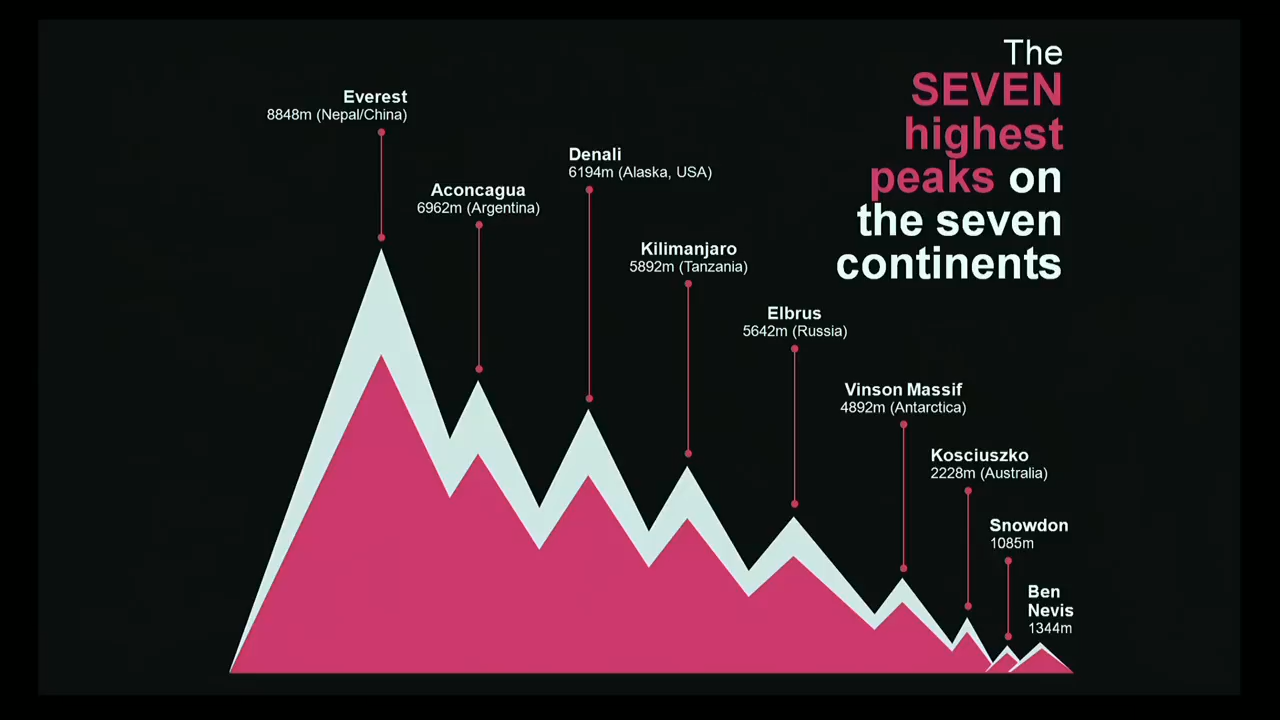 The
SEVEN
highest
peaks on
the seven
continents
Everest
8848m (Nepal/China)
Aconcagua
6962m (Argentina)
Denali
6194m (Alaska, USA)
Kilimanjaro
5892m (Tanzania)
Elbrus
5642m (Russia)
Vinson Massif
4892m (Antarctica)
Kosciuszko
2228m (Australia)
Snowdon
1085m
Ben
Nevis
1344m